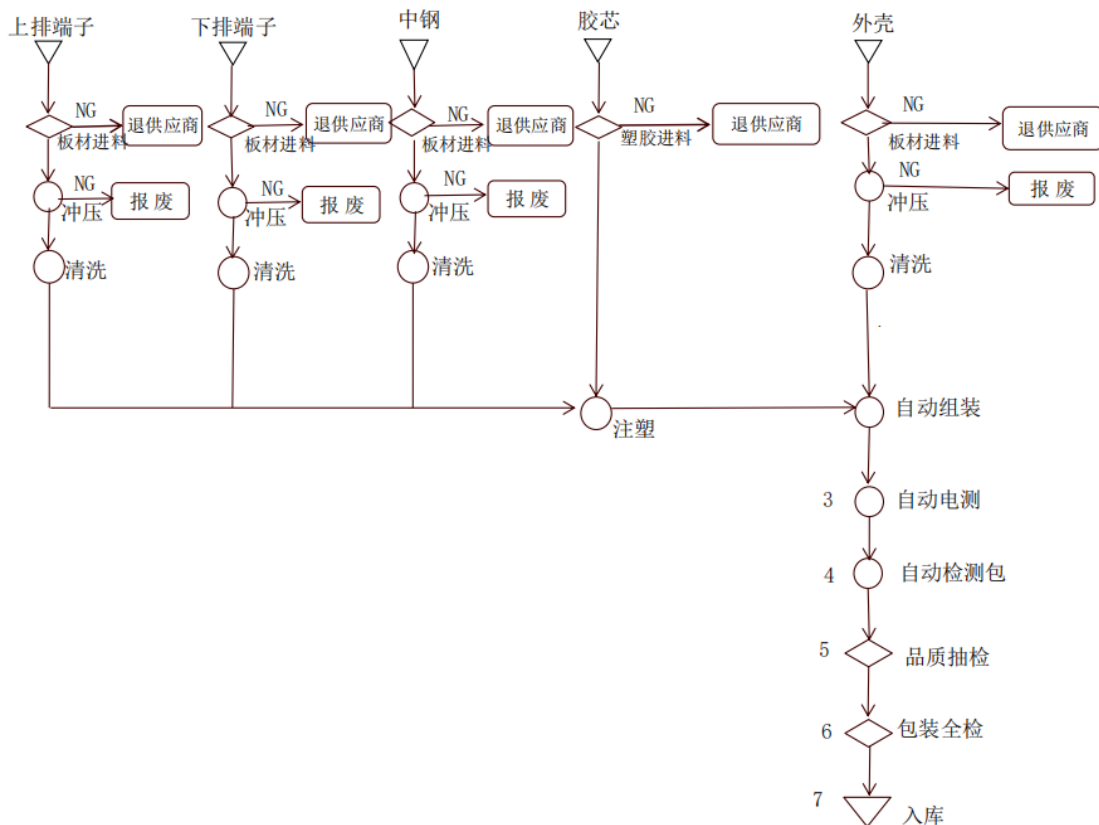 上排端子
下排端子
中钢
胶芯
外壳
NG
NG
NG
NG
NG
退供应商
退供应商
退供应商
退供应商
退供应商
板材进料
板材进料
板材进料
塑胶进料
板材进料
NG
NG
NG
NG
报 废
报 废
报 废
报 废
冲压
冲压
冲压
冲压
清洗
清洗
清洗
清洗
注塑
自动组装
3 自动电测
4 自动检测包
5 品质抽检
6 包装全检
7 入库